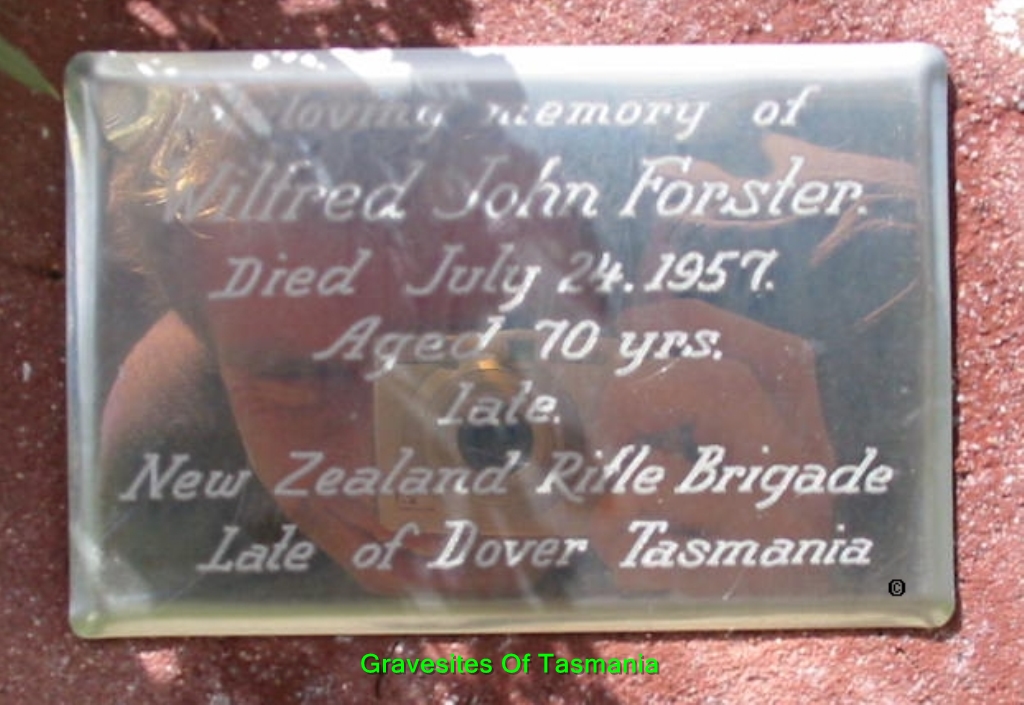 In loving memory of
Wilfred John Forster.
Died July 24. 1957.
Aged 70 yrs.
Late.
New Zealand Rifle Brigade
Late of Dover Tasmania
©
Gravesites Of Tasmania